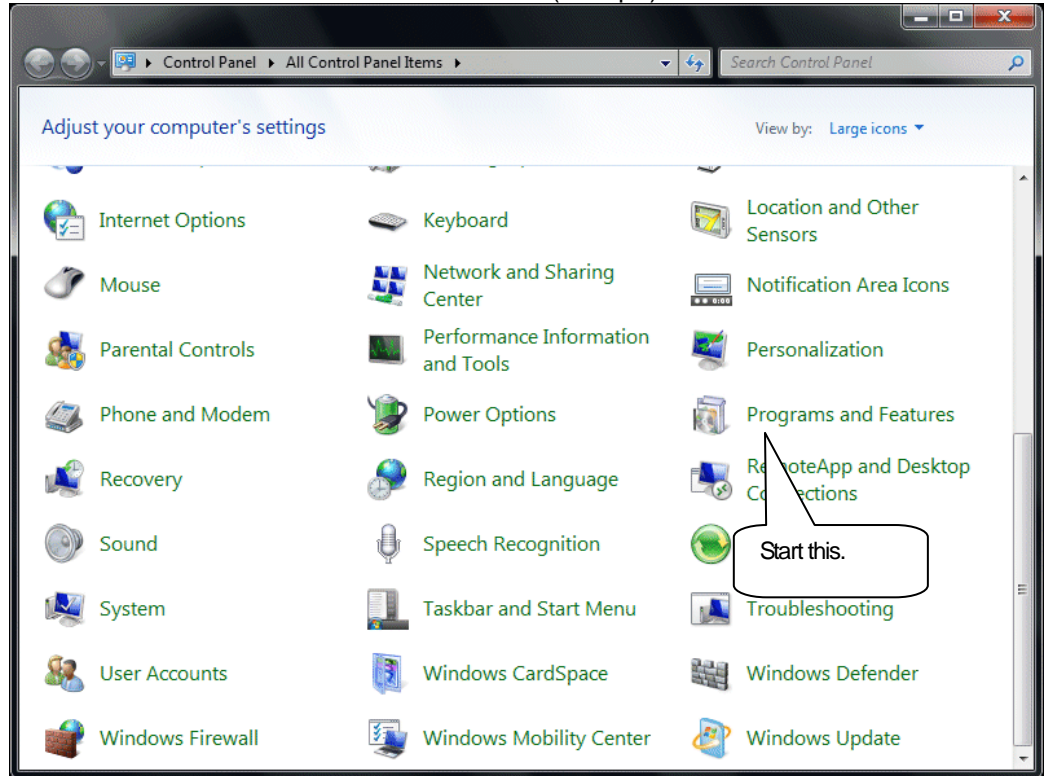 Control Panel ▸ All Control Panel Items ▸
Search Control Panel
Adjust your computer's settings
View by: Large icons
Internet Options
Keyboard
Location and Other
Sensors
Mouse
Network and Sharing
Center
Notification Area Icons
Parental Controls
Performance Information
and Tools
Personalization
Phone and Modem
Power Options
Programs and Features
Recovery
Region and Language
RemoteApp and Desktop
Connections
Sound
Speech Recognition
Start this.
System
Taskbar and Start Menu
Troubleshooting
User Accounts
Windows CardSpace
Windows Defender
Windows Firewall
Windows Mobility Center
Windows Update